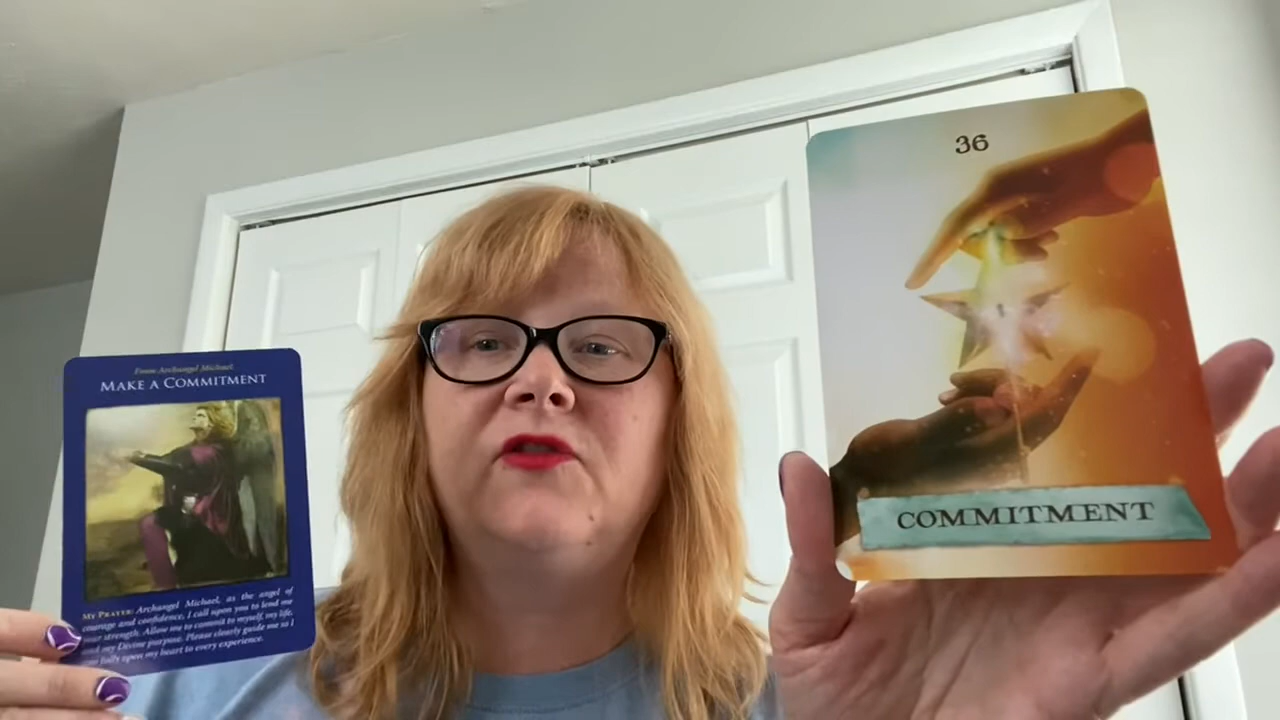 From Archangel Michael
MAKE A COMMITMENT
MY PRAYER: Archangel Michael, as the angel of
courage and confidence, I call upon you to lend me
your strength. Allow me to commit to myself, my life,
and my Divine purpose. Please clearly guide me so I
fully open my heart to every experience.
36
COMMITMENT